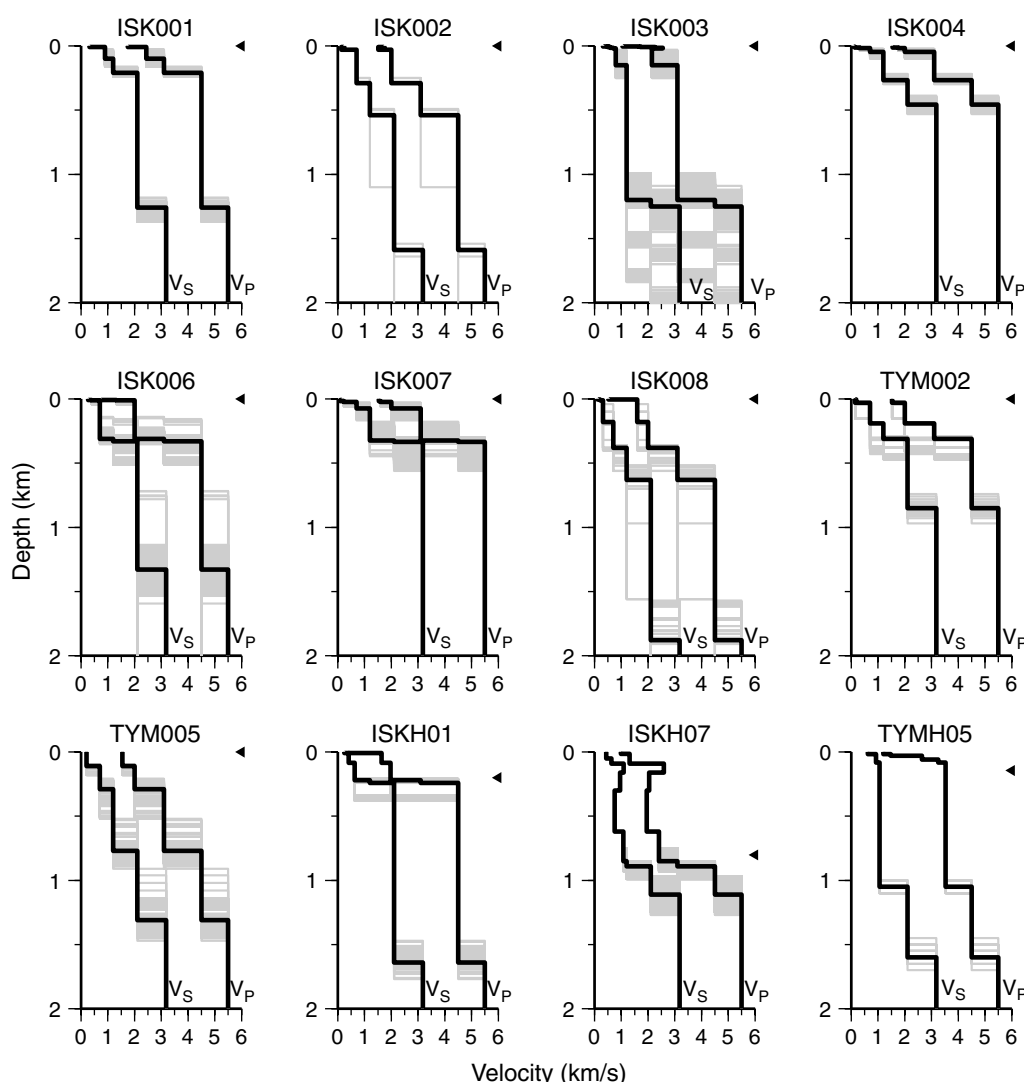 ISK001 ISK002 ISK003 ISK004
0 0 0 0
1 1 1 1
2 2 2 2
VS VP VS VP VS VP VS VP
0 1 2 3 4 5 6 0 1 2 3 4 5 6 0 1 2 3 4 5 6 0 1 2 3 4 5 6
ISK006 ISK007 ISK008 TYM002
0 0 0 0
Depth (km)
1 1 1 1
2 2 2 2
VS VP VS VP VS VP VS VP
0 1 2 3 4 5 6 0 1 2 3 4 5 6 0 1 2 3 4 5 6 0 1 2 3 4 5 6
TYM005 ISKH01 ISKH07 TYMH05
0 0 0 0
1 1 1 1
2 2 2 2
VS VP VS VP VS VP VS VP
0 1 2 3 4 5 6 0 1 2 3 4 5 6 0 1 2 3 4 5 6 0 1 2 3 4 5 6
Velocity (km/s)